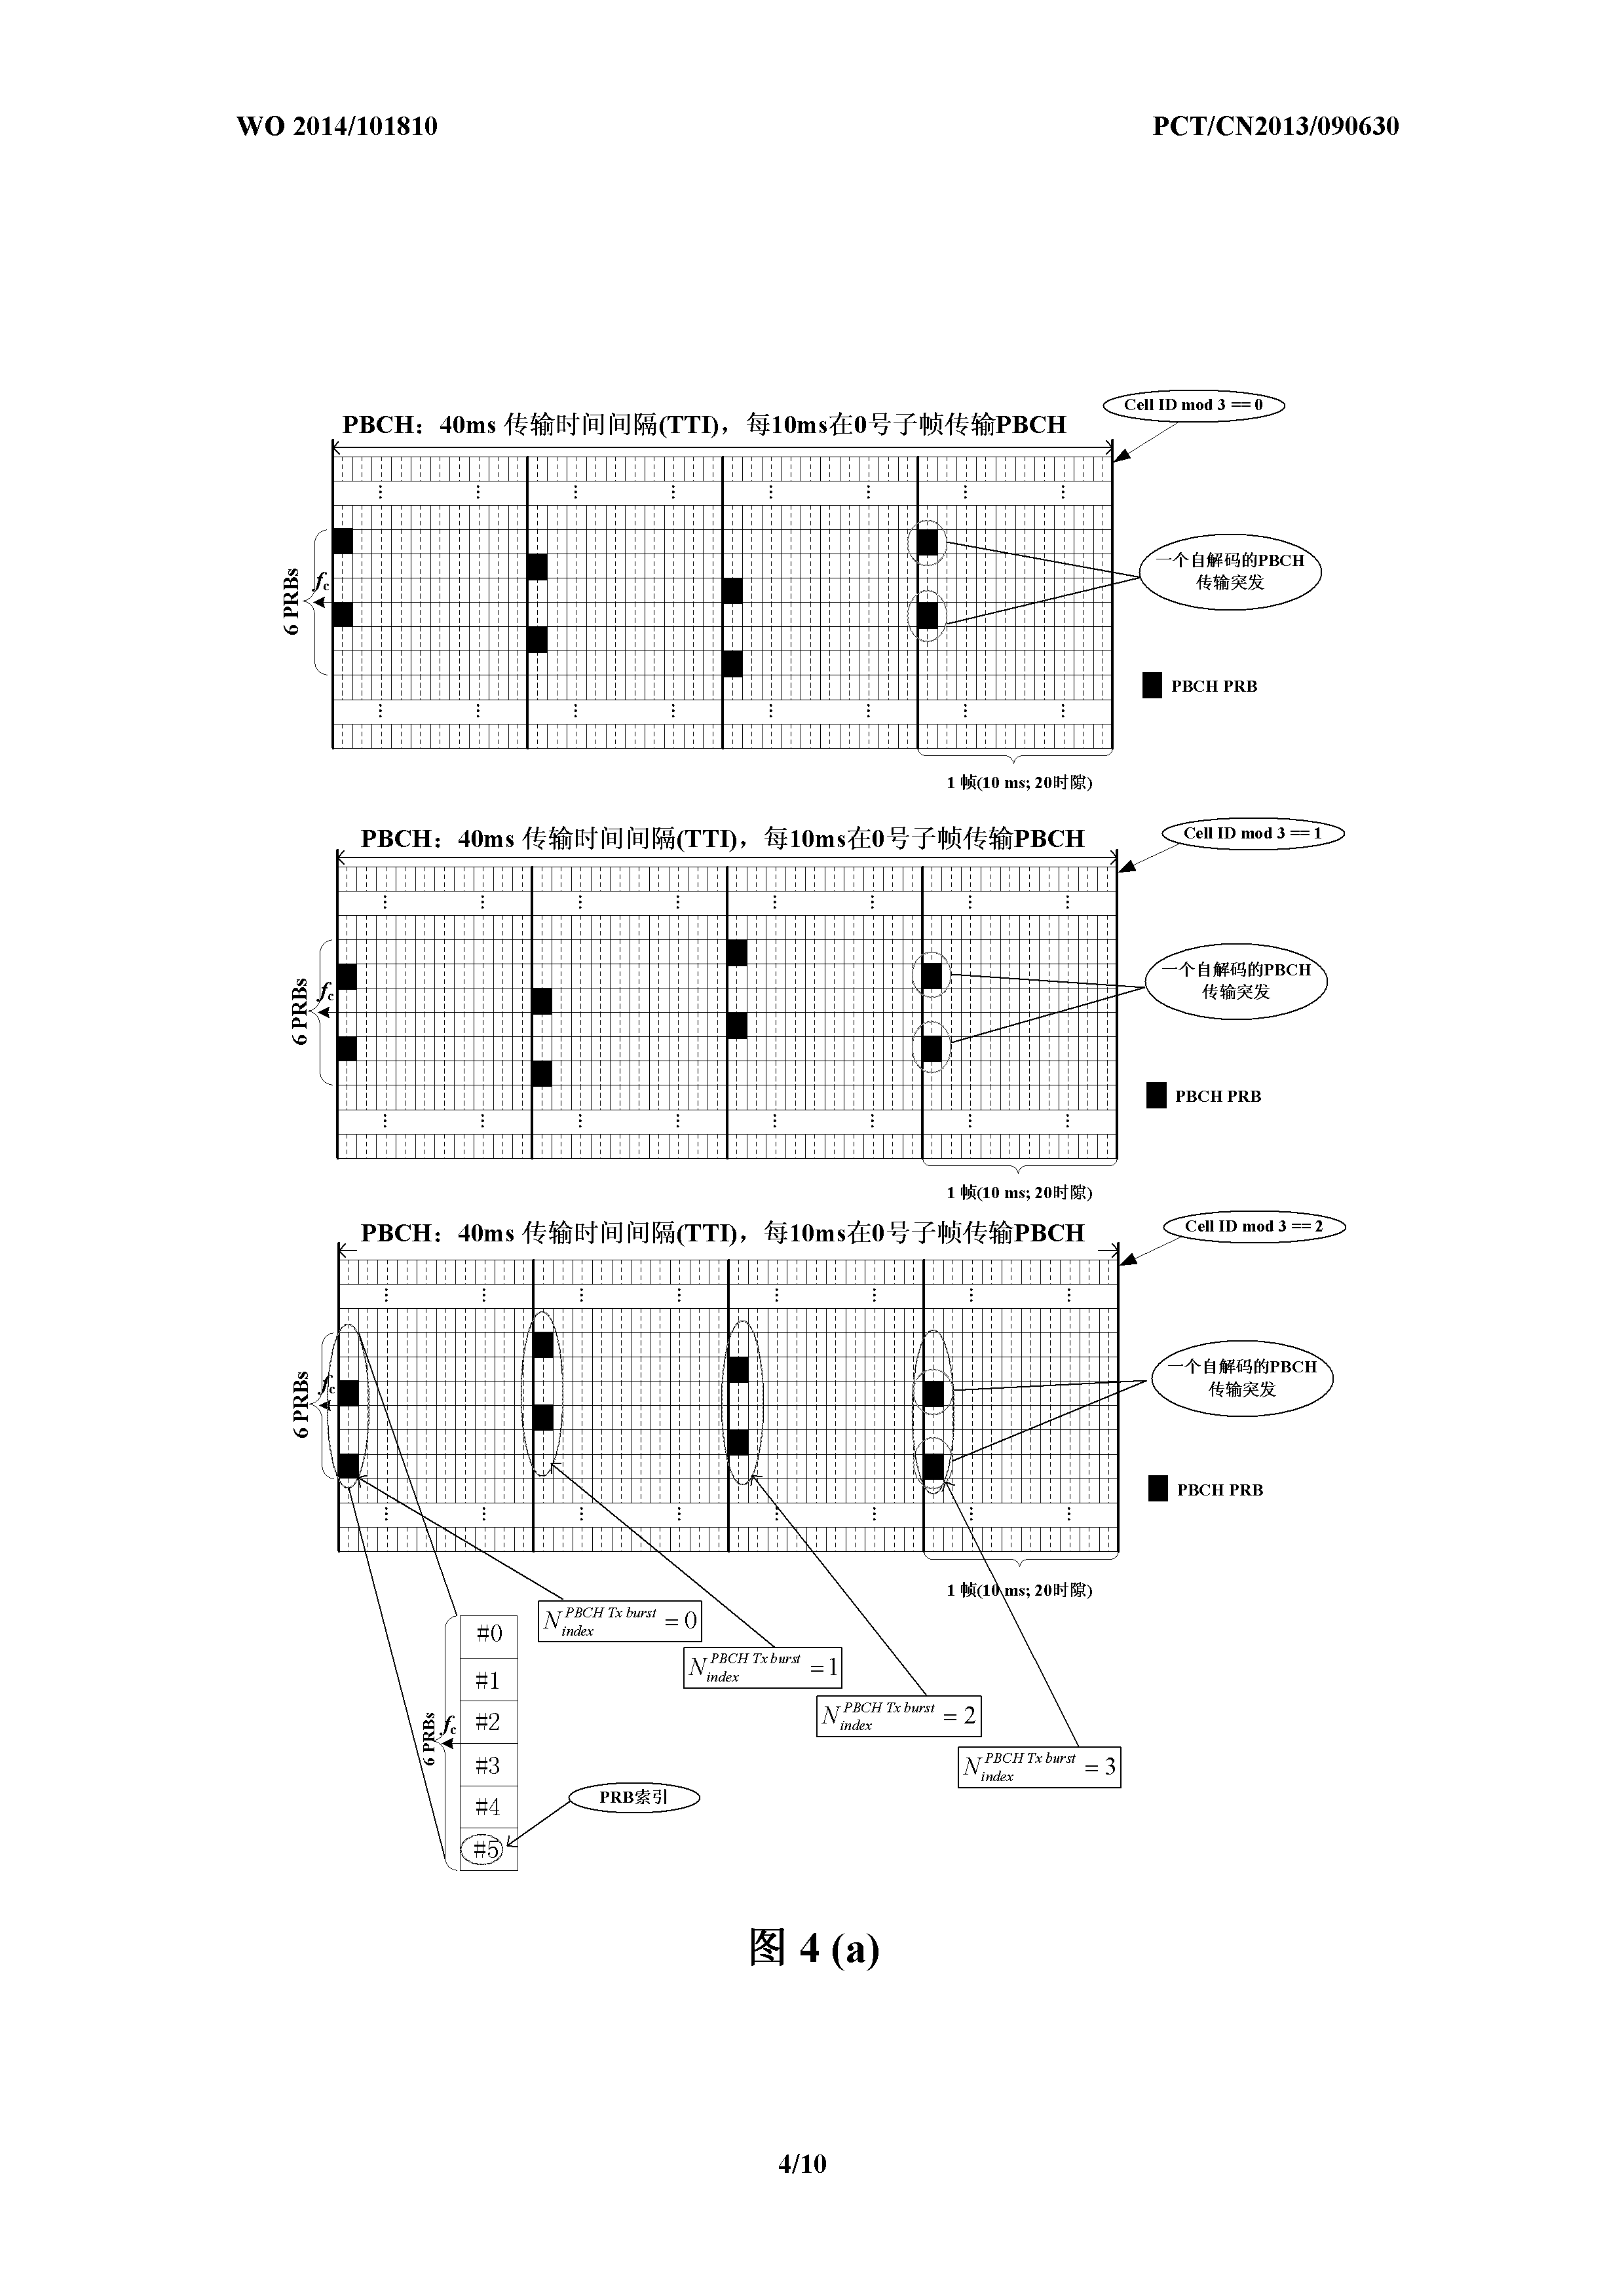 WO 2014/101810 PCT/CN2013/090630
Cell ID mod 3 == 0
PBCH：40ms 传输时间间隔(TTI)，每10ms在0号子帧传输PBCH
6 PRBs
fc
一个自解码的PBCH
传输突发
PBCH PRB
1 帧(10 ms; 20时隙)
Cell ID mod 3 == 1
PBCH：40ms 传输时间间隔(TTI)，每10ms在0号子帧传输PBCH
6 PRBs
fc
一个自解码的PBCH
传输突发
PBCH PRB
1 帧(10 ms; 20时隙)
Cell ID mod 3 == 2
PBCH：40ms 传输时间间隔(TTI)，每10ms在0号子帧传输PBCH
6 PRBs
fc
一个自解码的PBCH
传输突发
PBCH PRB
1 帧(10 ms; 20时隙)
N PBCH Tx burst index = 0
N PBCH Tx burst index = 1
N PBCH Tx burst index = 2
N PBCH Tx burst index = 3
6 PRBs
fc
#0
#1
#2
#3
#4
#5
PRB索引
图 4 (a)
4/10